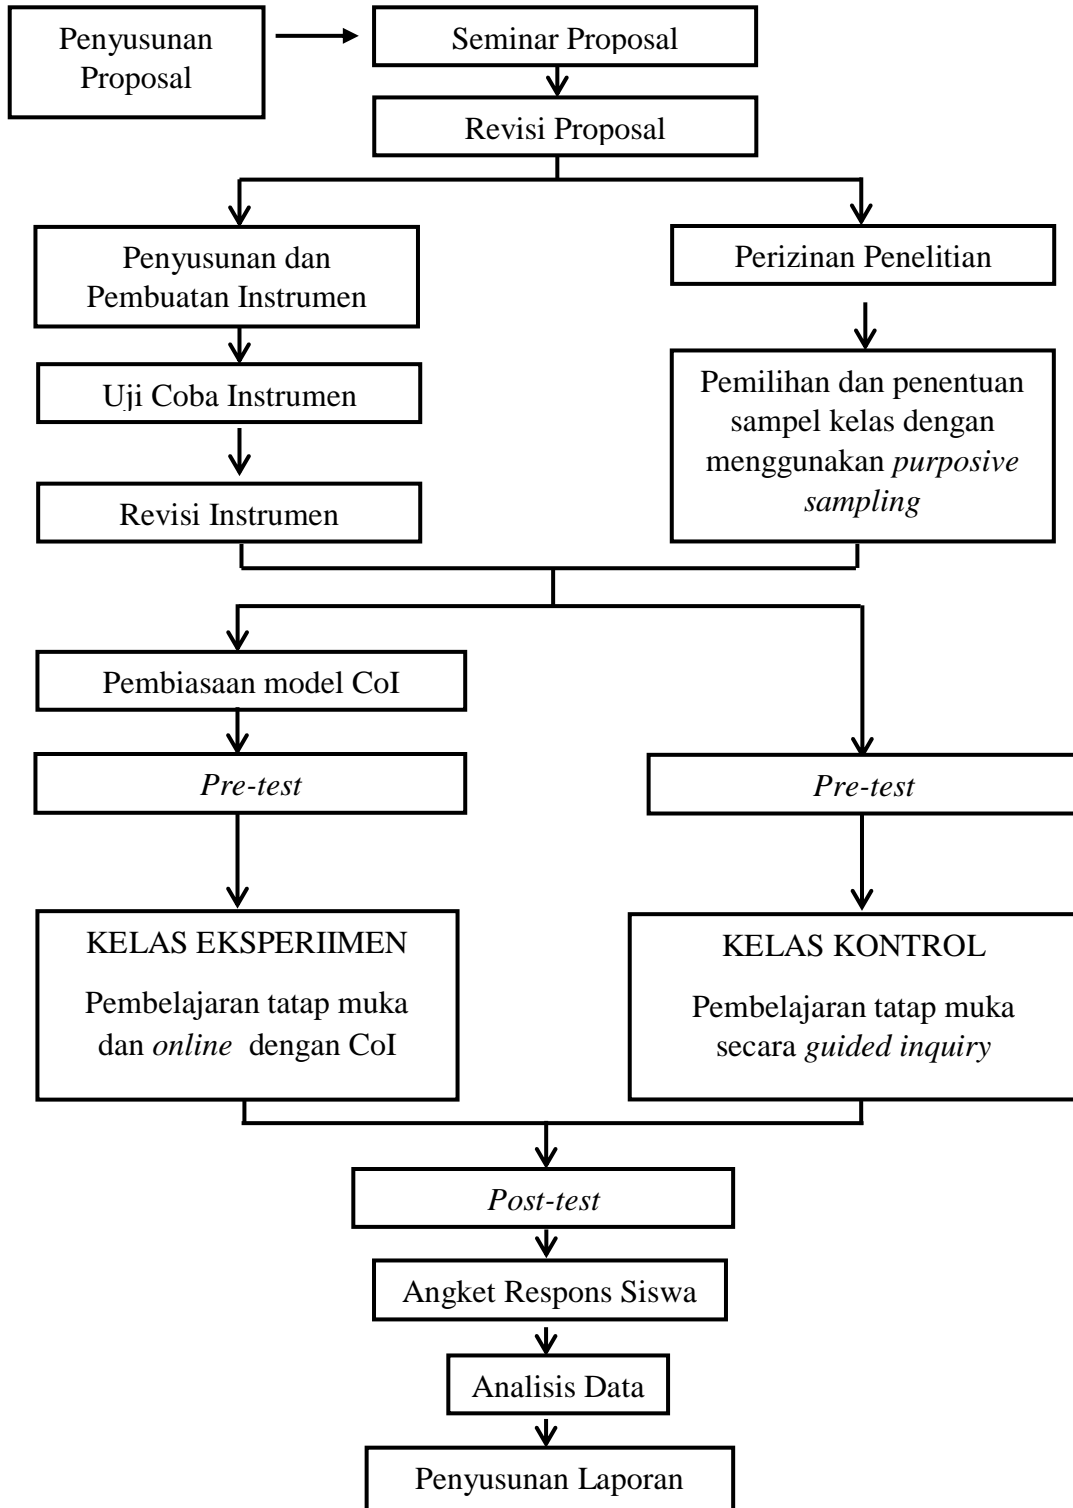 Penyusunan
Proposal
Seminar Proposal
Revisi Proposal
Penyusunan dan
Pembuatan Instrumen
Perizinan Penelitian
Uji Coba Instrumen
Pemilihan dan penentuan
sampel kelas dengan
menggunakan purposive
sampling
Revisi Instrumen
Pembiasaan model CoI
Pre-test
Pre-test
KELAS EKSPERIIMEN
Pembelajaran tatap muka
dan online dengan CoI
KELAS KONTROL
Pembelajaran tatap muka
secara guided inquiry
Post-test
Angket Respons Siswa
Analisis Data
Penyusunan Laporan